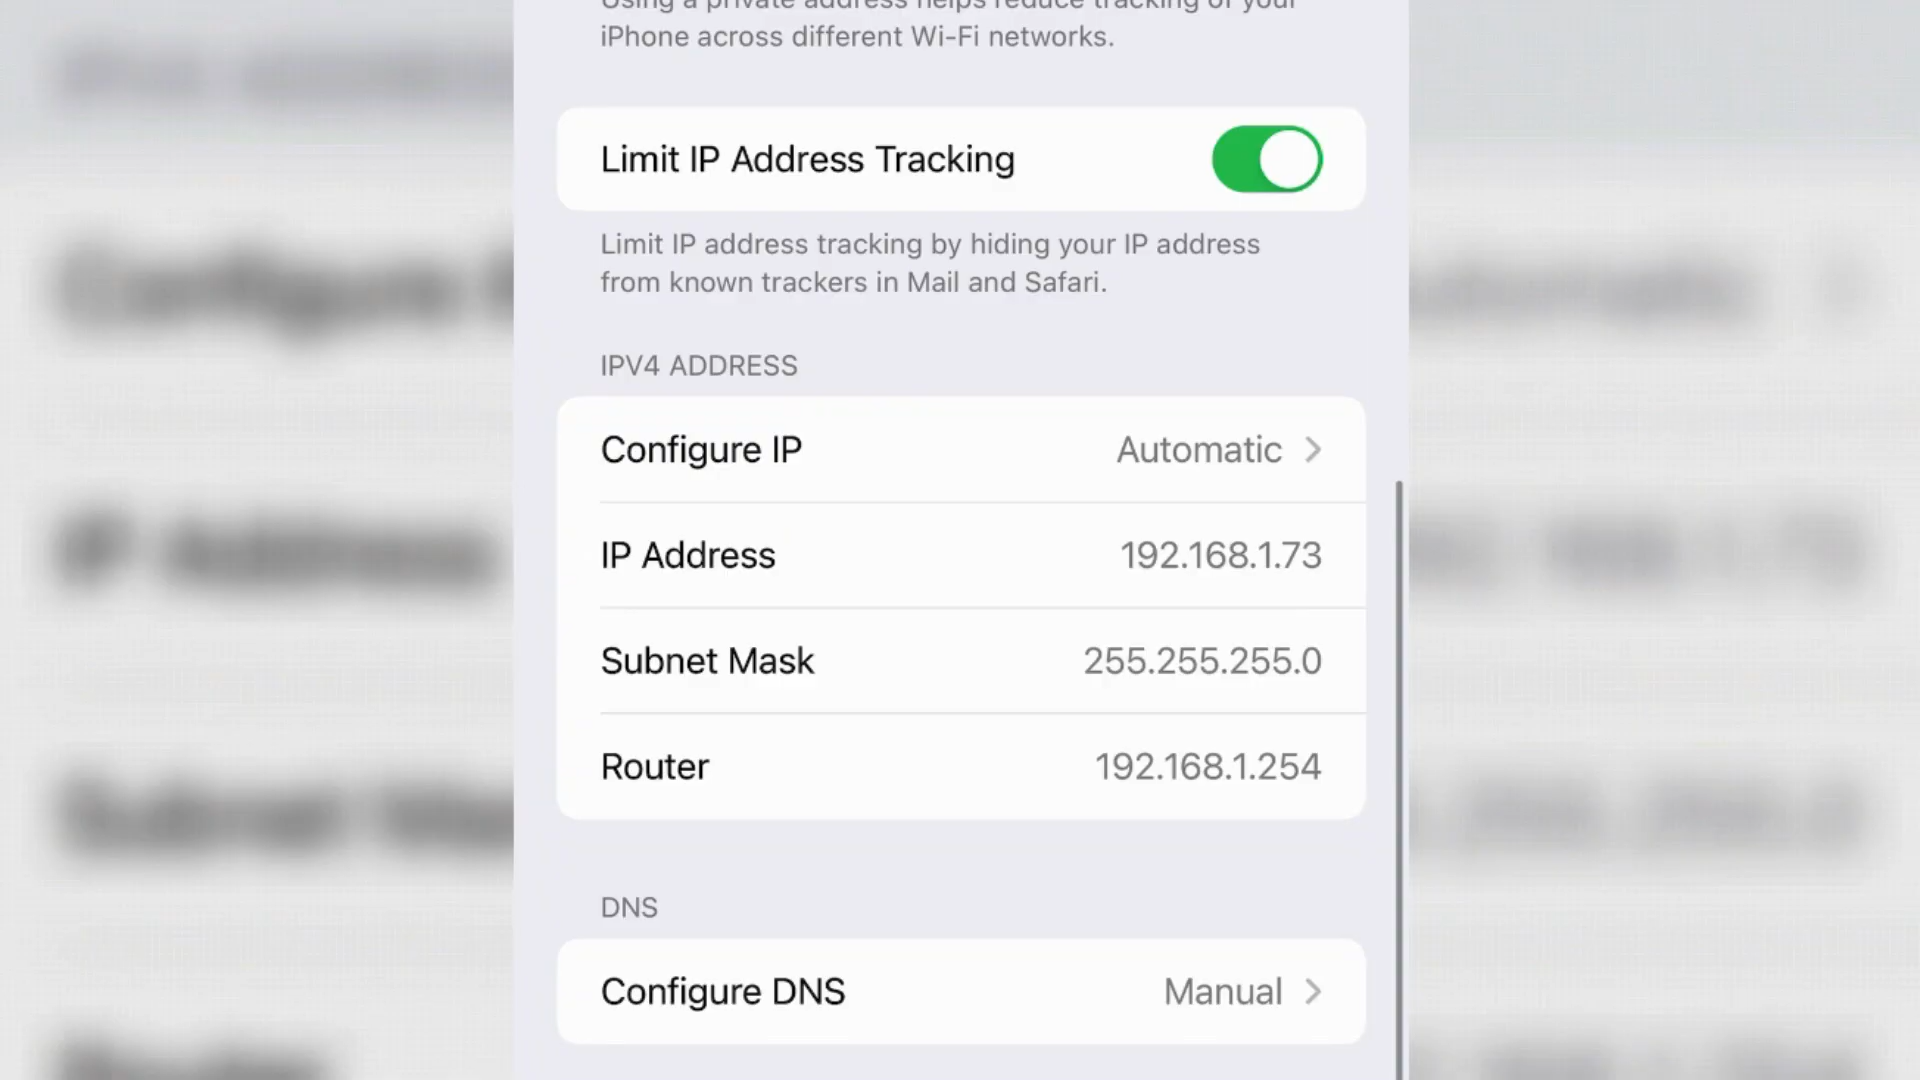 Using a private address helps reduce tracking of your
iPhone across different Wi-Fi networks.
Limit IP Address Tracking
Limit IP address tracking by hiding your IP address
from known trackers in Mail and Safari.
IPV4 ADDRESS
Configure IP Automatic
IP Address 192.168.1.73
Subnet Mask 255.255.255.0
Router 192.168.1.254
DNS
Configure DNS Manual